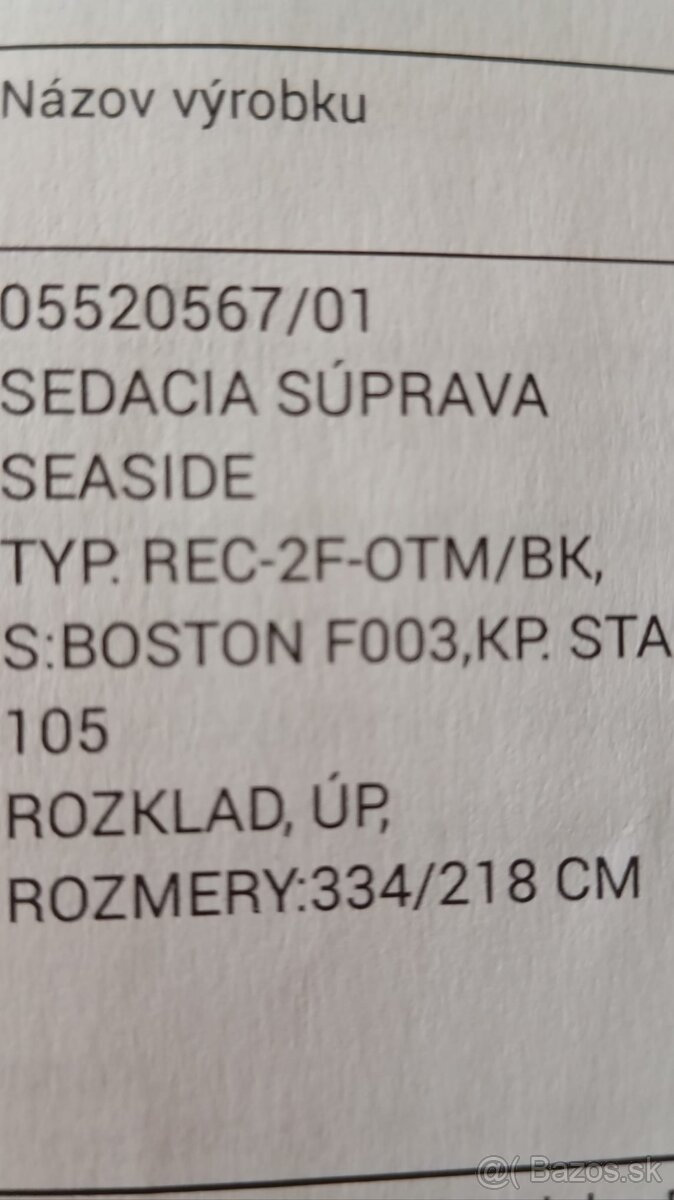 Názov výrobku
05520567/01
SEDACIA SÚPRAVA
SEASIDE
TYP. REC-2F-OTM/BK,
S:BOSTON F003,KP. STA
105
ROZKLAD, ÚP,
ROZMERY:334/218 CM
@( Bazos.sk